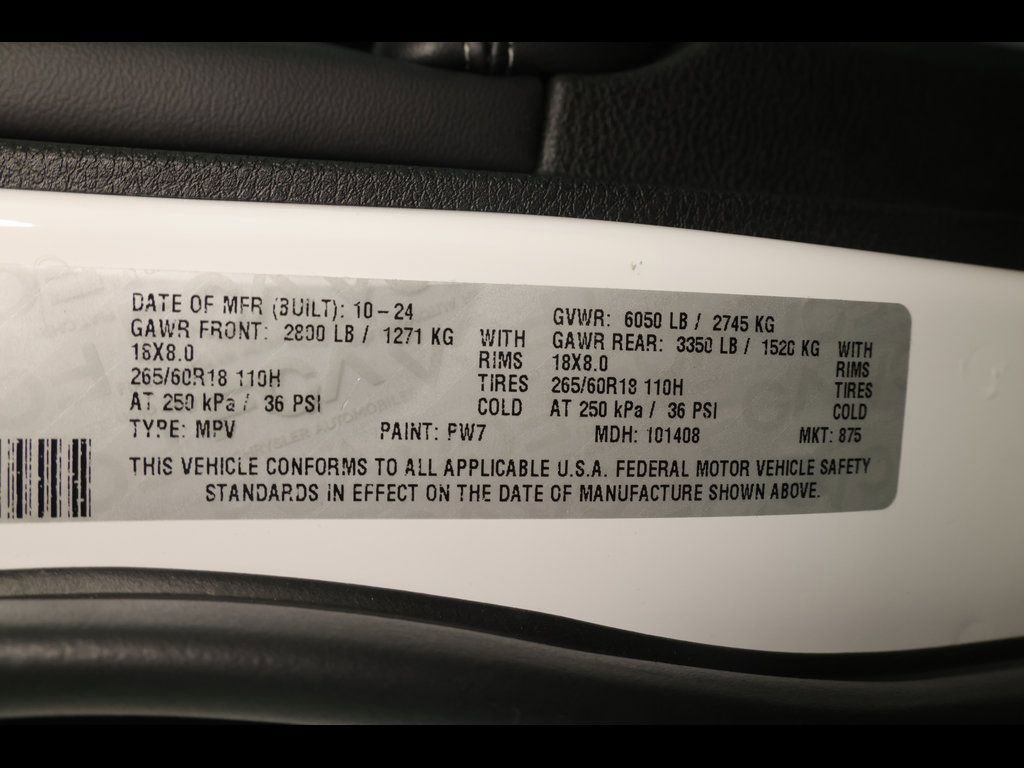 DATE OF MFR (BUILT): 10-24 GVWR: 6050 LB / 2745 KG
GAWR FRONT: 2800 LB / 1271 KG WITH GAWR REAR: 3350 LB / 1520 KG WITH
18X8.0 RIMS 18X8.0 RIMS
265/60R18 110H TIRES 265/60R18 110H TIRES
AT 250 kPa / 36 PSI COLD AT 250 kPa / 36 PSI COLD
TYPE: MPV PAINT: PW7 MDH: 101408 MKT: 875
THIS VEHICLE CONFORMS TO ALL APPLICABLE U.S.A. FEDERAL MOTOR VEHICLE SAFETY
STANDARDS IN EFFECT ON THE DATE OF MANUFACTURE SHOWN ABOVE.